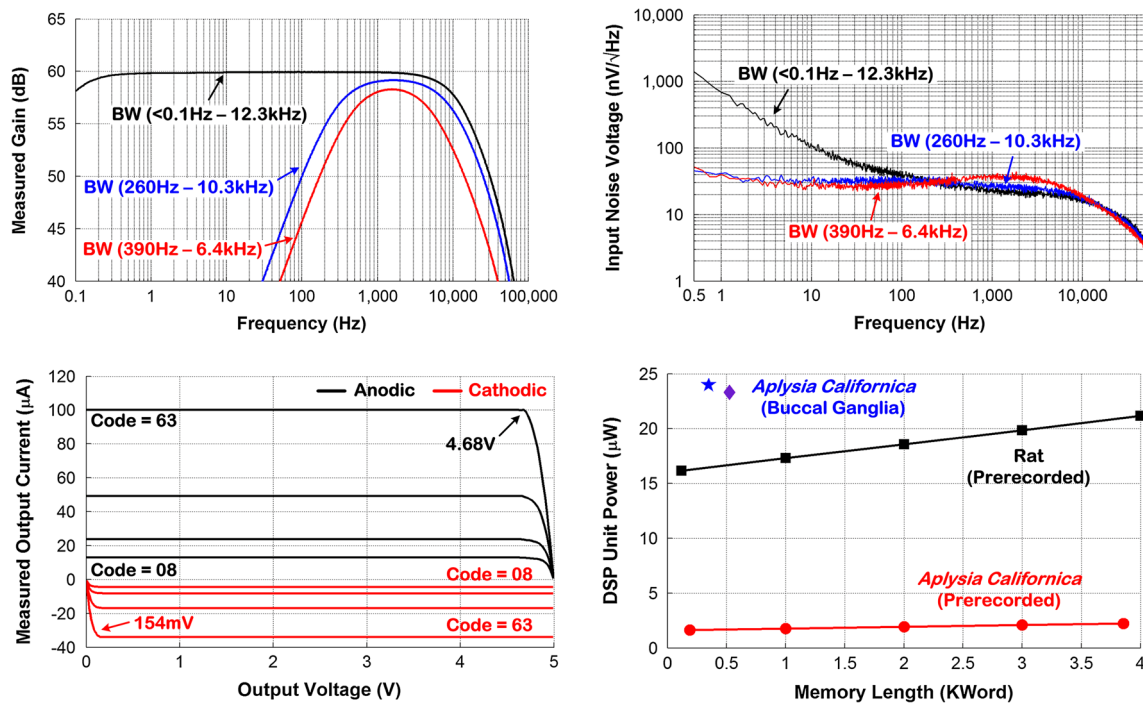 Measured Gain (dB)
65
60
55
50
45
40
BW (<0.1Hz – 12.3kHz)
BW (260Hz – 10.3kHz)
BW (390Hz – 6.4kHz)
0.1
1
10
100
1,000
10,000
100,000
Frequency (Hz)
Input Noise Voltage (nV/√Hz)
10,000
1,000
100
10
1
BW (<0.1Hz – 12.3kHz)
BW (260Hz – 10.3kHz)
BW (390Hz – 6.4kHz)
0.5
1
10
100
1,000
10,000
Frequency (Hz)
Measured Output Current (μA)
120
100
80
60
40
20
0
-20
-40
Anodic
Cathodic
Code = 63
4.68V
Code = 08
Code = 08
154mV
Code = 63
0
1
2
3
4
5
Output Voltage (V)
DSP Unit Power (μW)
25
20
15
10
5
0
Aplysia Californica
(Buccal Ganglia)
Rat
(Prerecorded)
Aplysia Californica
(Prerecorded)
0
0.5
1
1.5
2
2.5
3
3.5
4
Memory Length (KWord)